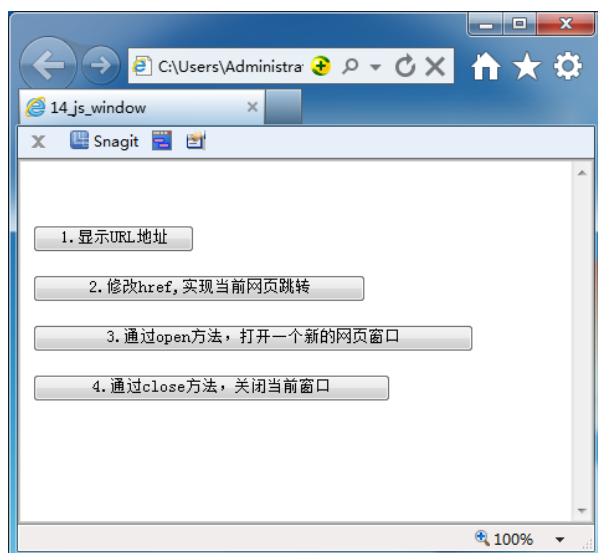 C:\Users\Administra
14_js_window
x Snagit
1.显示URL地址
2.修改href,实现当前网页跳转
3.通过open方法，打开一个新的网页窗口
4.通过close方法，关闭当前窗口
100%